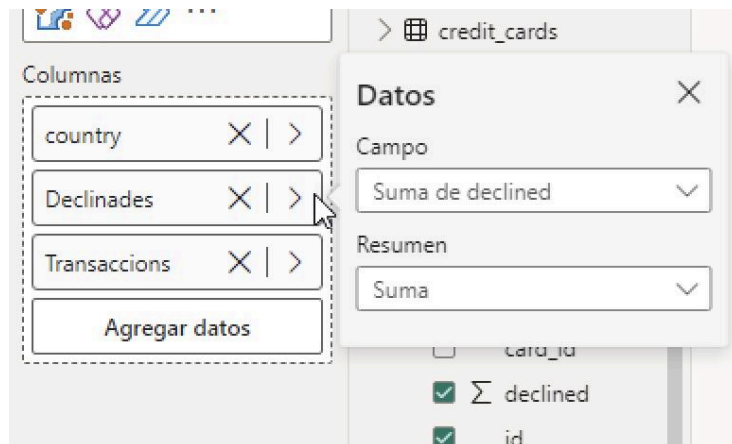 credit_cards
Columnas
country
Declinades
Transaccions
Agregar datos
Datos
Campo
Suma de declined
Resumen
Suma
card_id
declined
id